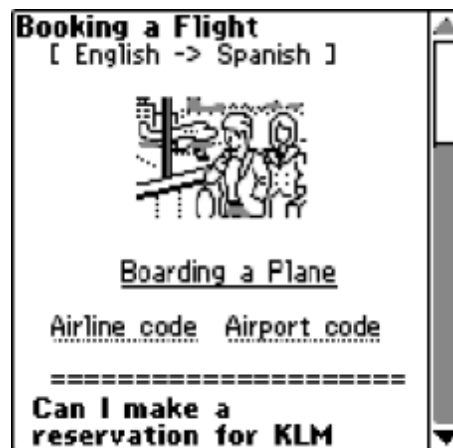 Booking a Flight
[ English -> Spanish ]
Boarding a Plane
Airline code Airport code
=====================
Can I make a
reservation for KLM